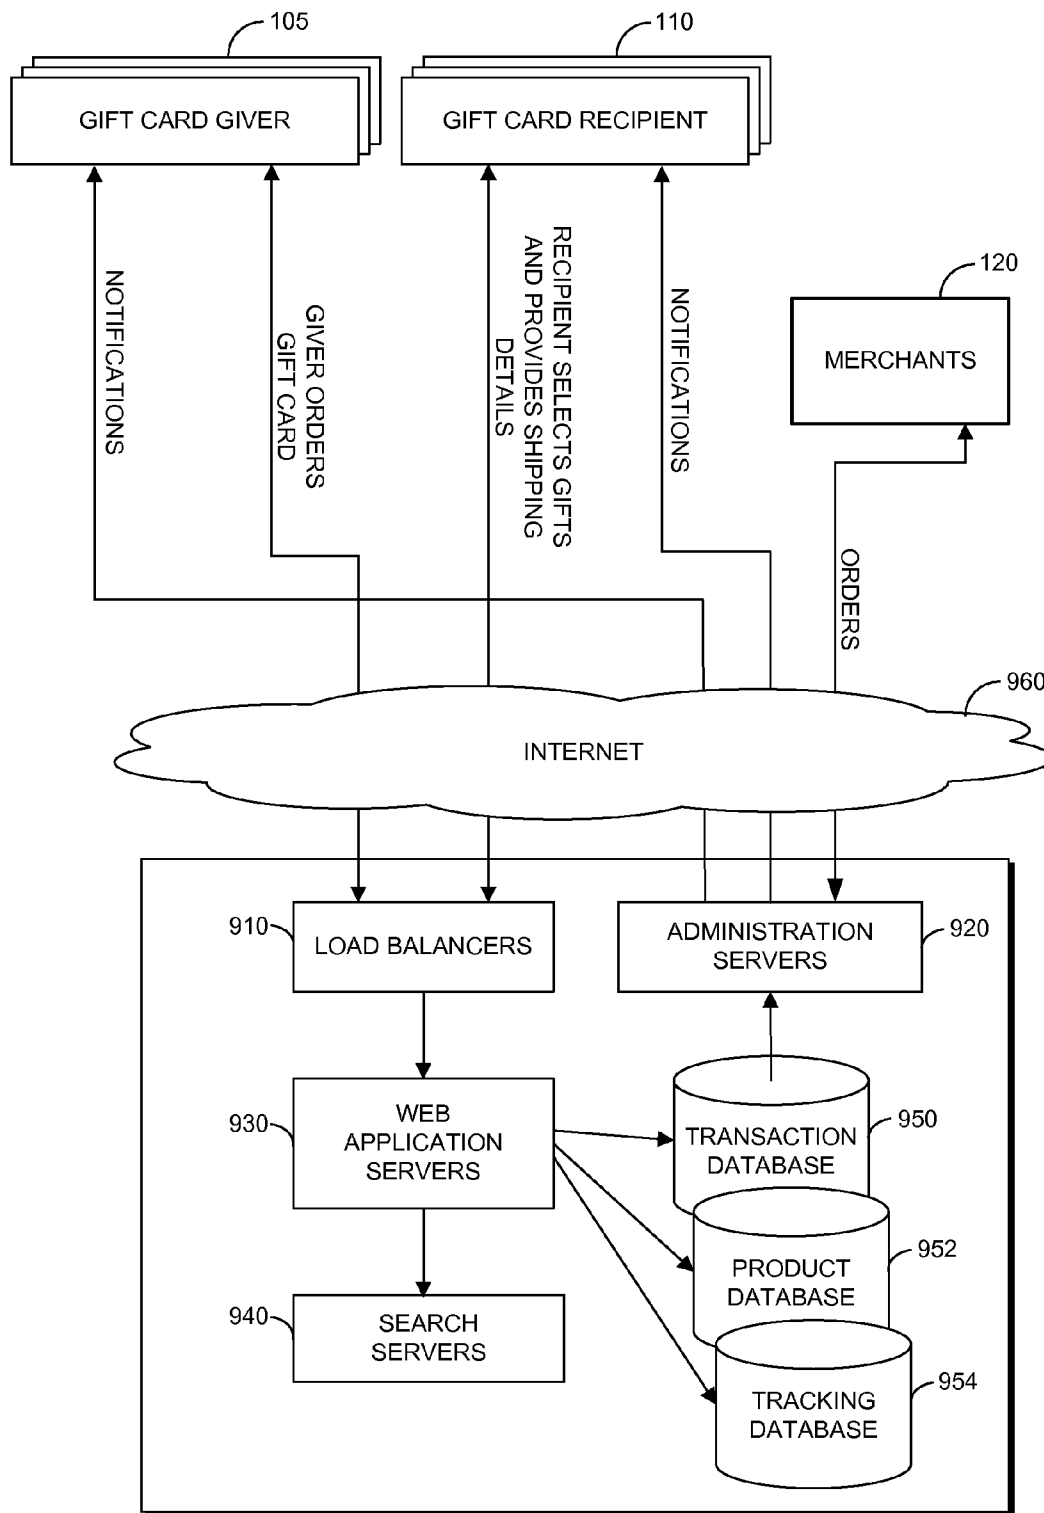 105
110
GIFT CARD GIVER
GIFT CARD RECIPIENT
NOTIFICATIONS
GIVER ORDERS
GIFT CARD
RECIPIENT SELECTS GIFTS
AND PROVIDES SHIPPING
DETAILS
NOTIFICATIONS
120
MERCHANTS
ORDERS
960
INTERNET
910
LOAD BALANCERS
ADMINISTRATION
SERVERS
920
930
WEB
APPLICATION
SERVERS
950
TRANSACTION
DATABASE
952
PRODUCT
DATABASE
940
SEARCH
SERVERS
954
TRACKING
DATABASE